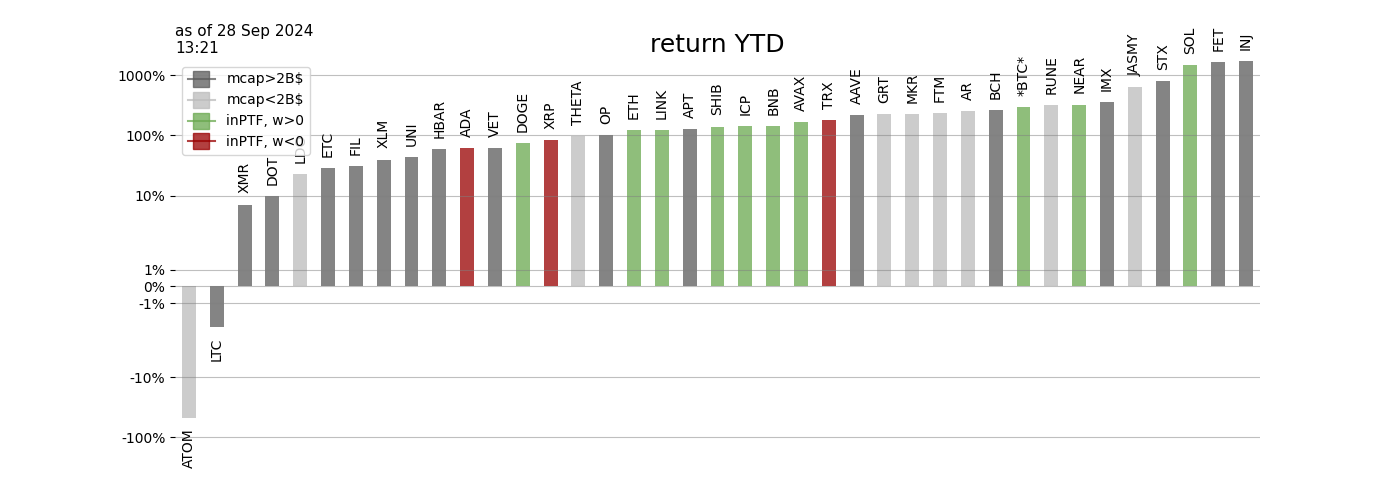 as of 28 Sep 2024
13:21
return YTD
mcap>2B$
mcap<2B$
inPTF, w>0
inPTF, w<0
1000%
100%
10%
1%
0%
-1%
-10%
-100%
ATOM
LTC
XMR
DOT
ETC
FIL
XLM
UNI
HBAR
ADA
VET
DOGE
XRP
THETA
OP
ETH
LINK
APT
SHIB
ICP
BNB
AVAX
TRX
AAVE
GRT
MKR
FTM
AR
BCH
*BTC*
RUNE
NEAR
IMX
JASMY
STX
SOL
FET
INJ